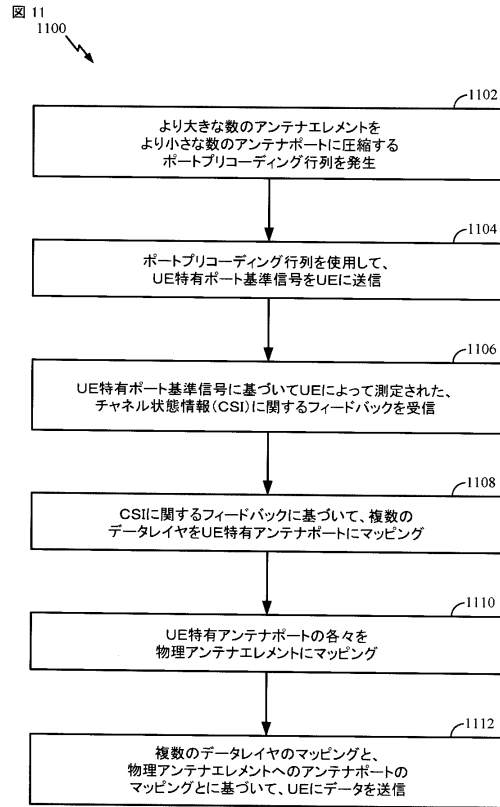 図 11
1100
1102
より大きな数のアンテナエレメントを
より小さな数のアンテナポートに圧縮する
ポートプリコーディング行列を発生
1104
ポートプリコーディング行列を使用して、
UE特有ポート基準信号をUEに送信
1106
UE特有ポート基準信号に基づいてUEによって測定された、
チャネル状態情報(CSI)に関するフィードバックを受信
1108
CSIに関するフィードバックに基づいて、複数の
データレイヤをUE特有アンテナポートにマッピング
1110
UE特有アンテナポートの各々を
物理アンテナエレメントにマッピング
1112
複数のデータレイヤのマッピングと、
物理アンテナエレメントへのアンテナポートの
マッピングとに基づいて、UEにデータを送信